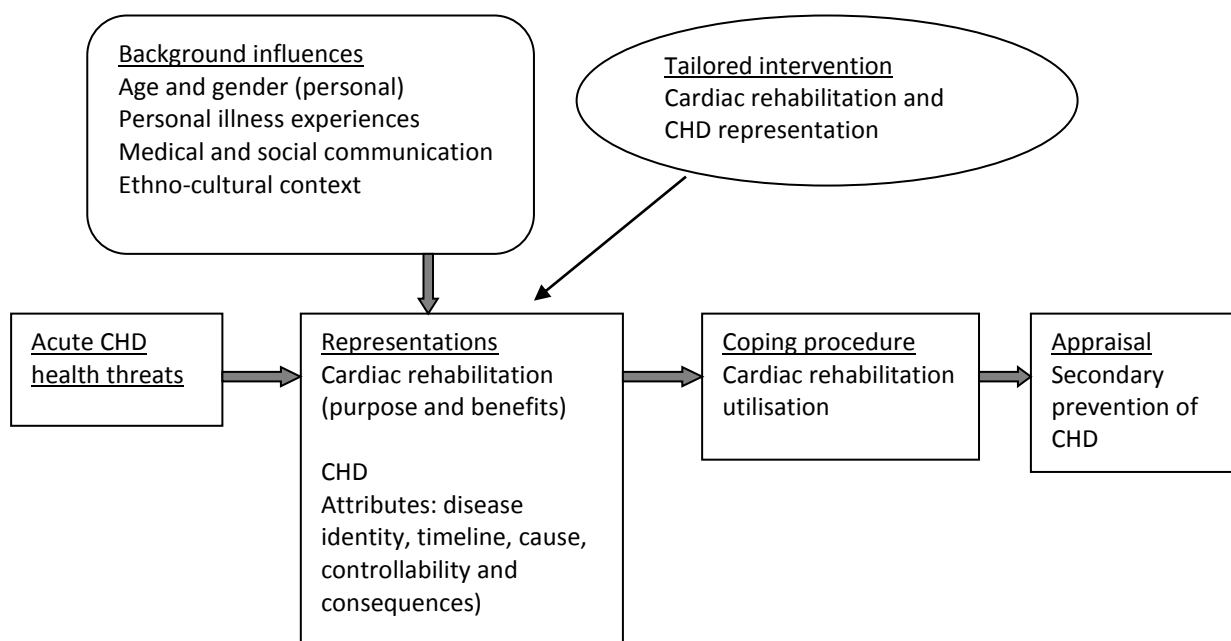 Background influences
Age and gender (personal)
Personal illness experiences
Medical and social communication
Ethno-cultural context
Tailored intervention
Cardiac rehabilitation and
CHD representation
Acute CHD
health threats
Representations
Cardiac rehabilitation
(purpose and benefits)
CHD
Attributes: disease
identity, timeline, cause,
controllability and
consequences)
Coping procedure
Cardiac rehabilitation
utilisation
Appraisal
Secondary
prevention of
CHD